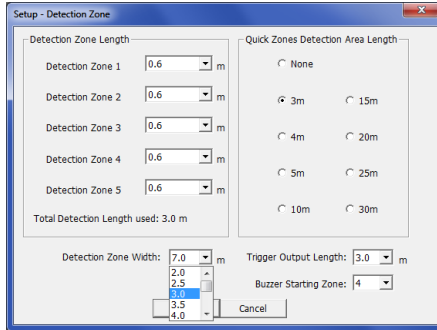 Setup - Detection Zone
Detection Zone Length
Detection Zone 1 0.6 m
Detection Zone 2 0.6 m
Detection Zone 3 0.6 m
Detection Zone 4 0.6 m
Detection Zone 5 0.6 m
Total Detection Length used: 3.0 m
Quick Zones Detection Area Length
None
3m 15m
4m 20m
5m 25m
10m 30m
Detection Zone Width: 7.0 m
2.0
2.5
3.0
3.5
4.0
Trigger Output Length: 3.0 m
Buzzer Starting Zone: 4
Cancel